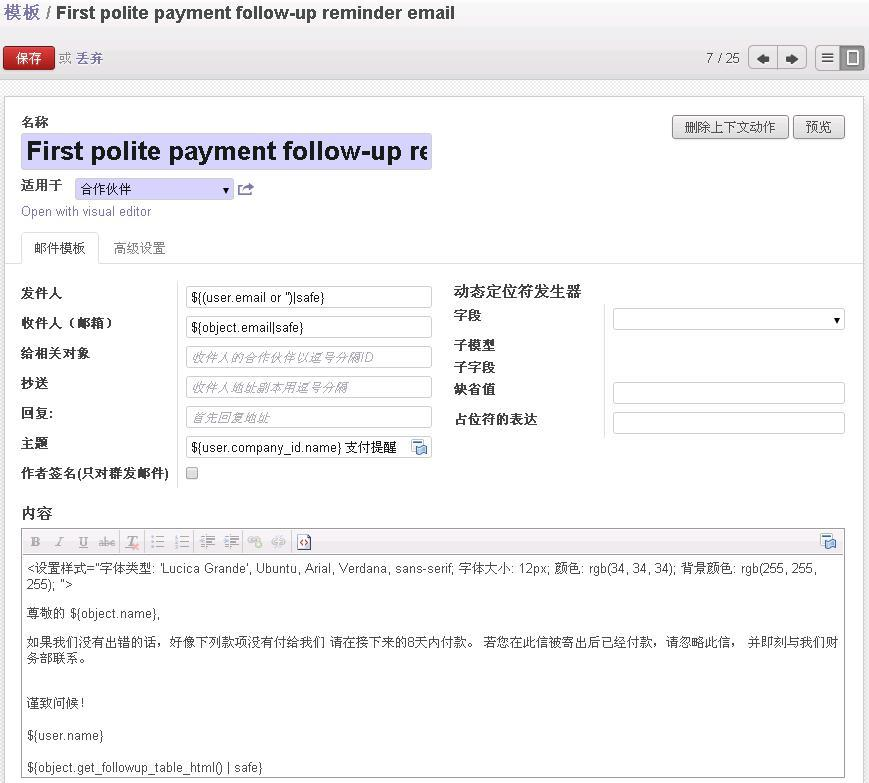 模板 / First polite payment follow-up reminder email
保存 或 丢弃
7 / 25
名称
删除上下文动作 预览
First polite payment follow-up re
适用于 合作伙伴
Open with visual editor
邮件模板 高级设置
发件人 ${(user.email or '')|safe}
收件人（邮箱） ${object.email|safe}
给相关对象 收件人的合作伙伴以逗号分隔ID
抄送 收件人地址副本用逗号分隔
回复: 首先回复地址
主题 ${user.company_id.name} 支付提醒
作者签名(只对群发邮件)
动态定位符发生器
字段
子模型
子字段
缺省值
占位符的表达
内容
B I U abc T
<设置样式="字体类型: 'Lucica Grande', Ubuntu, Arial, Verdana, sans-serif; 字体大小: 12px; 颜色: rgb(34, 34, 34); 背景颜色: rgb(255, 255,
255); ">
尊敬的 ${object.name},
如果我们没有出错的话，好像下列款项没有付给我们 请在接下来的8天内付款。 若您在此信被寄出后已经付款，请忽略此信， 并即刻与我们财
务部联系。
谨致问候！
${user.name}
${object.get_followup_table_html() | safe}